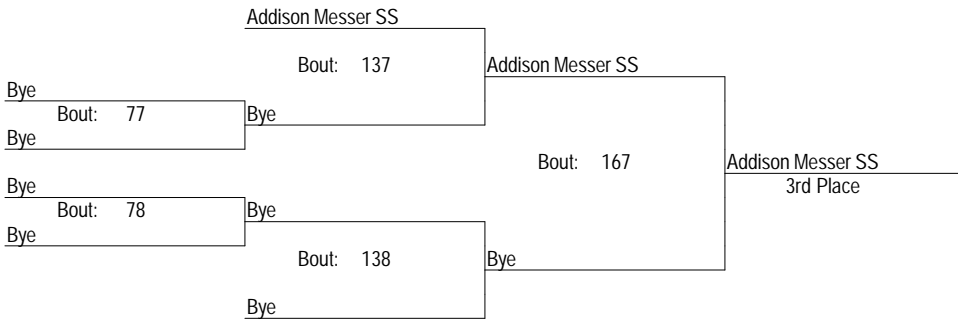 Addison Messer SS
Bout: 137
Addison Messer SS
Bye
Bout: 77
Bye
Bye
Bout: 167
Addison Messer SS
3rd Place
Bye
Bout: 78
Bye
Bye
Bout: 138
Bye
Bye